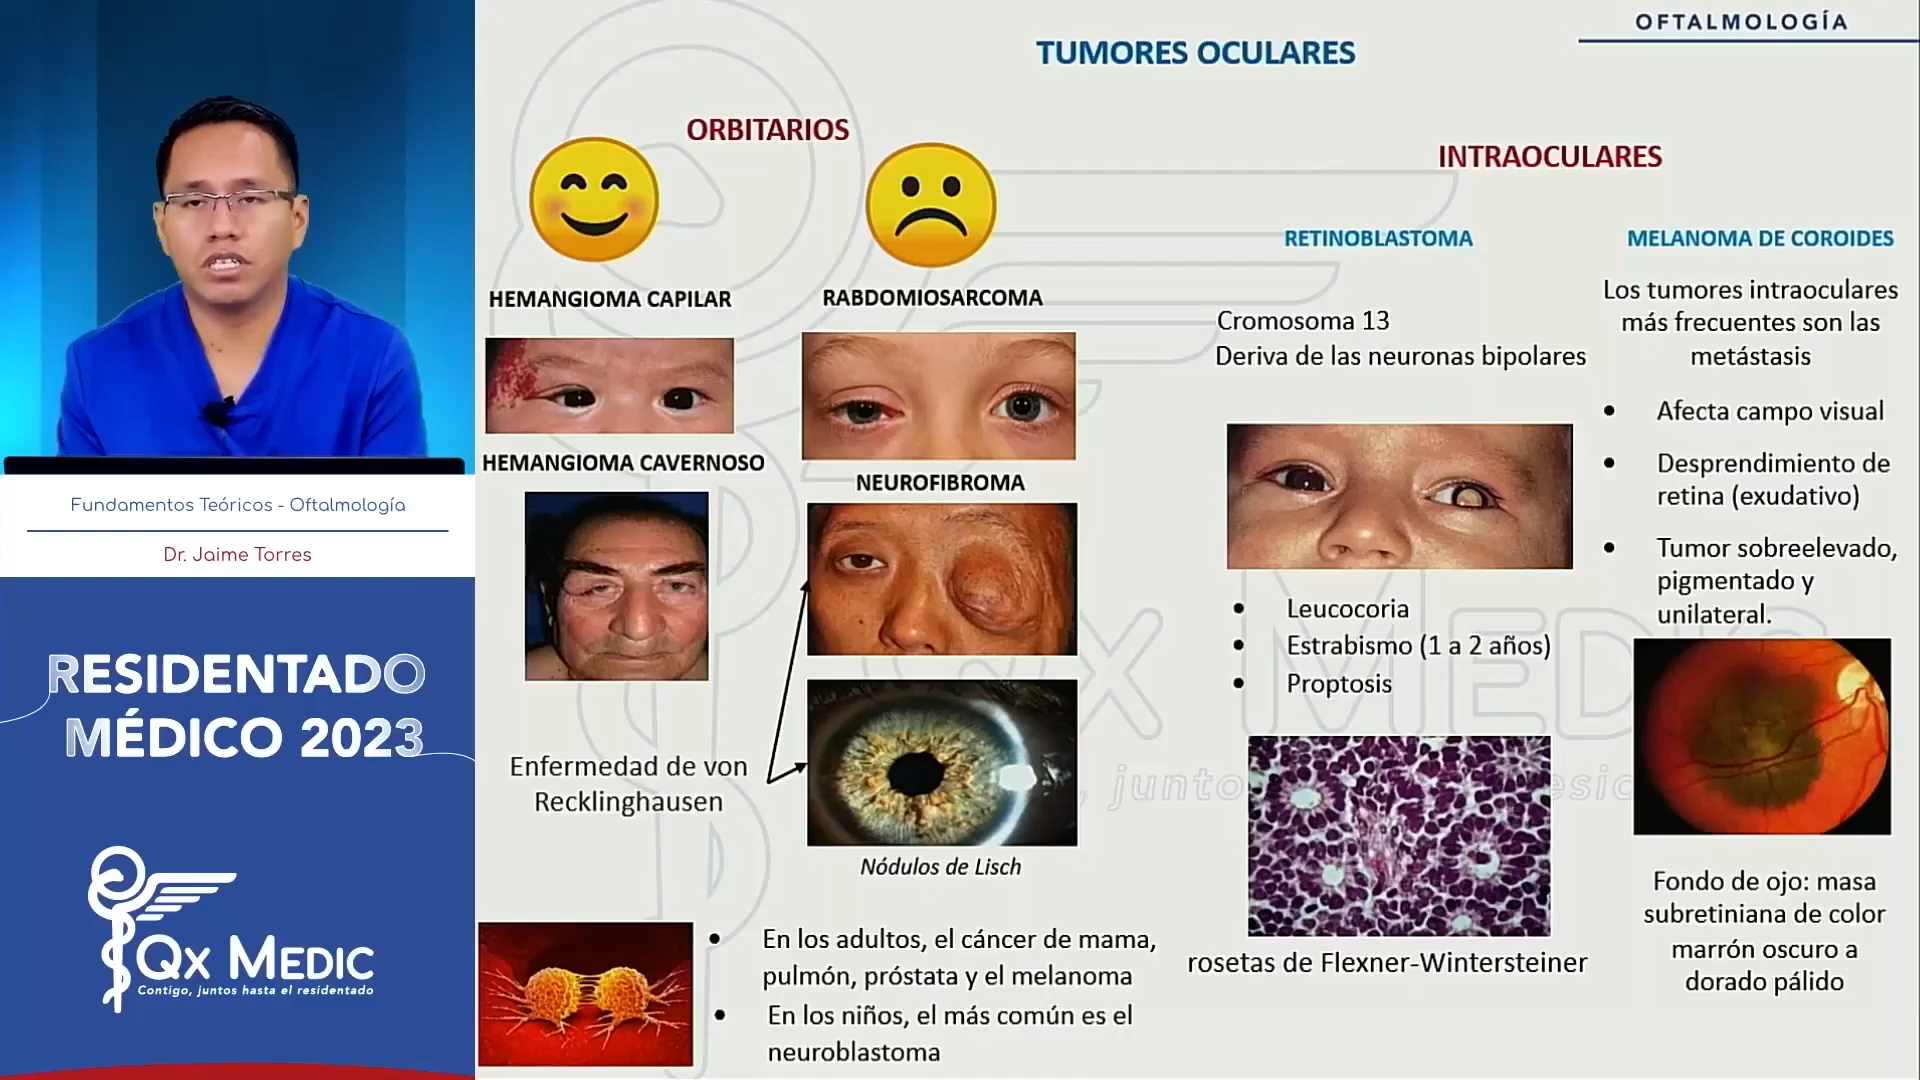 OFTALMOLOGÍA
TUMORES OCULARES
ORBITARIOS
INTRAOCULARES
HEMANGIOMA CAPILAR
RABDOMIOSARCOMA
HEMANGIOMA CAVERNOSO
NEUROFIBROMA
Enfermedad de von
Recklinghausen
Nódulos de Lisch
En los adultos, el cáncer de mama,
pulmón, próstata y el melanoma
En los niños, el más común es el
neuroblastoma
RETINOBLASTOMA
Cromosoma 13
Deriva de las neuronas bipolares
Leucocoria
Estrabismo (1 a 2 años)
Proptosis
rosetas de Flexner-Wintersteiner
MELANOMA DE COROIDES
Los tumores intraoculares
más frecuentes son las
metástasis
Afecta campo visual
Desprendimiento de
retina (exudativo)
Tumor sobreelevado,
pigmentado y
unilateral.
Fondo de ojo: masa
subretiniana de color
marrón oscuro a
dorado pálido
Fundamentos Teóricos - Oftalmología
Dr. Jaime Torres
RESIDENTADO
MÉDICO 2023
QX MEDIC
Contigo, juntos hasta el residentado